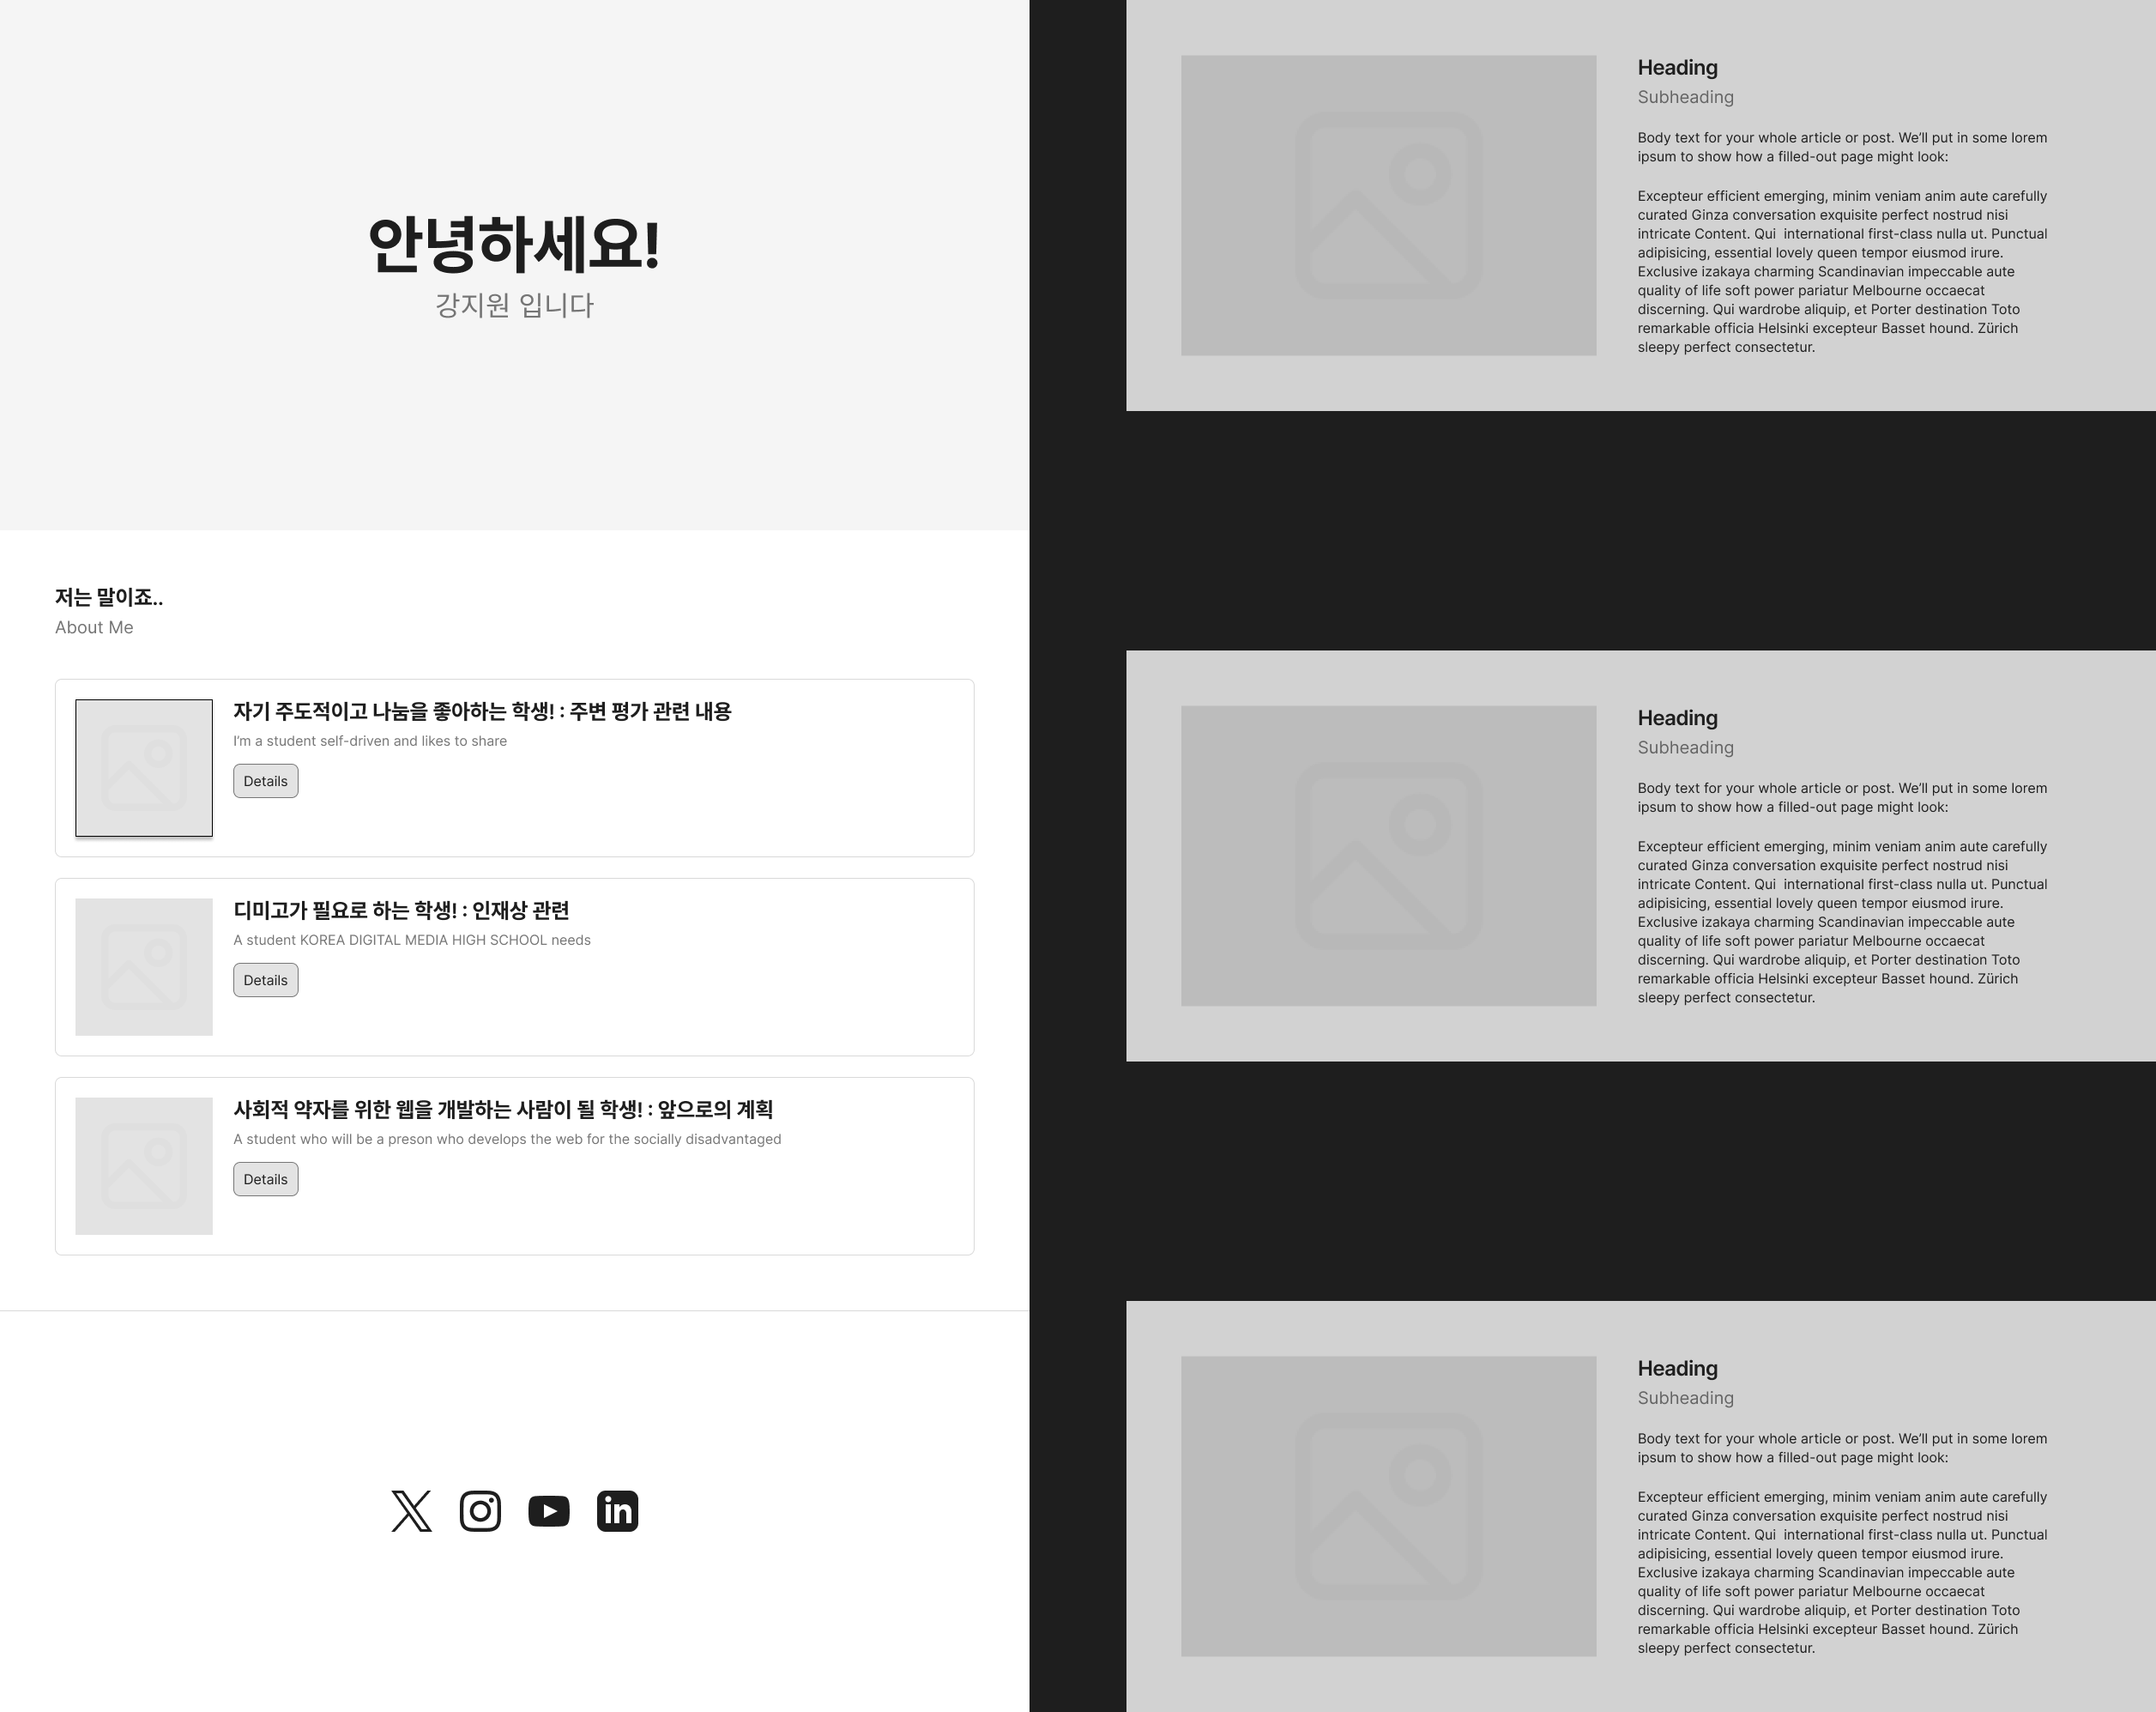 안녕하세요!
강지원 입니다
저는 말이죠..
About Me
자기 주도적이고 나눔을 좋아하는 학생! : 주변 평가 관련 내용
I'm a student self-driven and likes to share
Details
디미고가 필요로 하는 학생! : 인재상 관련
A student KOREA DIGITAL MEDIA HIGH SCHOOL needs
Details
사회적 약자를 위한 웹을 개발하는 사람이 될 학생! : 앞으로의 계획
A student who will be a preson who develops the web for the socially disadvantaged
Details
Heading
Subheading
Body text for your whole article or post. We'll put in some lorem
ipsum to show how a filled-out page might look:
Excepteur efficient emerging, minim veniam anim aute carefully
curated Ginza conversation exquisite perfect nostrud nisi
intricate Content. Qui  international first-class nulla ut. Punctual
adipisicing, essential lovely queen tempor eiusmod irure.
Exclusive izakaya charming Scandinavian impeccable aute
quality of life soft power pariatur Melbourne occaecat
discerning. Qui wardrobe aliquip, et Porter destination Toto
remarkable officia Helsinki excepteur Basset hound. Zürich
sleepy perfect consectetur.
Heading
Subheading
Body text for your whole article or post. We'll put in some lorem
ipsum to show how a filled-out page might look:
Excepteur efficient emerging, minim veniam anim aute carefully
curated Ginza conversation exquisite perfect nostrud nisi
intricate Content. Qui  international first-class nulla ut. Punctual
adipisicing, essential lovely queen tempor eiusmod irure.
Exclusive izakaya charming Scandinavian impeccable aute
quality of life soft power pariatur Melbourne occaecat
discerning. Qui wardrobe aliquip, et Porter destination Toto
remarkable officia Helsinki excepteur Basset hound. Zürich
sleepy perfect consectetur.
Heading
Subheading
Body text for your whole article or post. We'll put in some lorem
ipsum to show how a filled-out page might look:
Excepteur efficient emerging, minim veniam anim aute carefully
curated Ginza conversation exquisite perfect nostrud nisi
intricate Content. Qui  international first-class nulla ut. Punctual
adipisicing, essential lovely queen tempor eiusmod irure.
Exclusive izakaya charming Scandinavian impeccable aute
quality of life soft power pariatur Melbourne occaecat
discerning. Qui wardrobe aliquip, et Porter destination Toto
remarkable officia Helsinki excepteur Basset hound. Zürich
sleepy perfect consectetur.